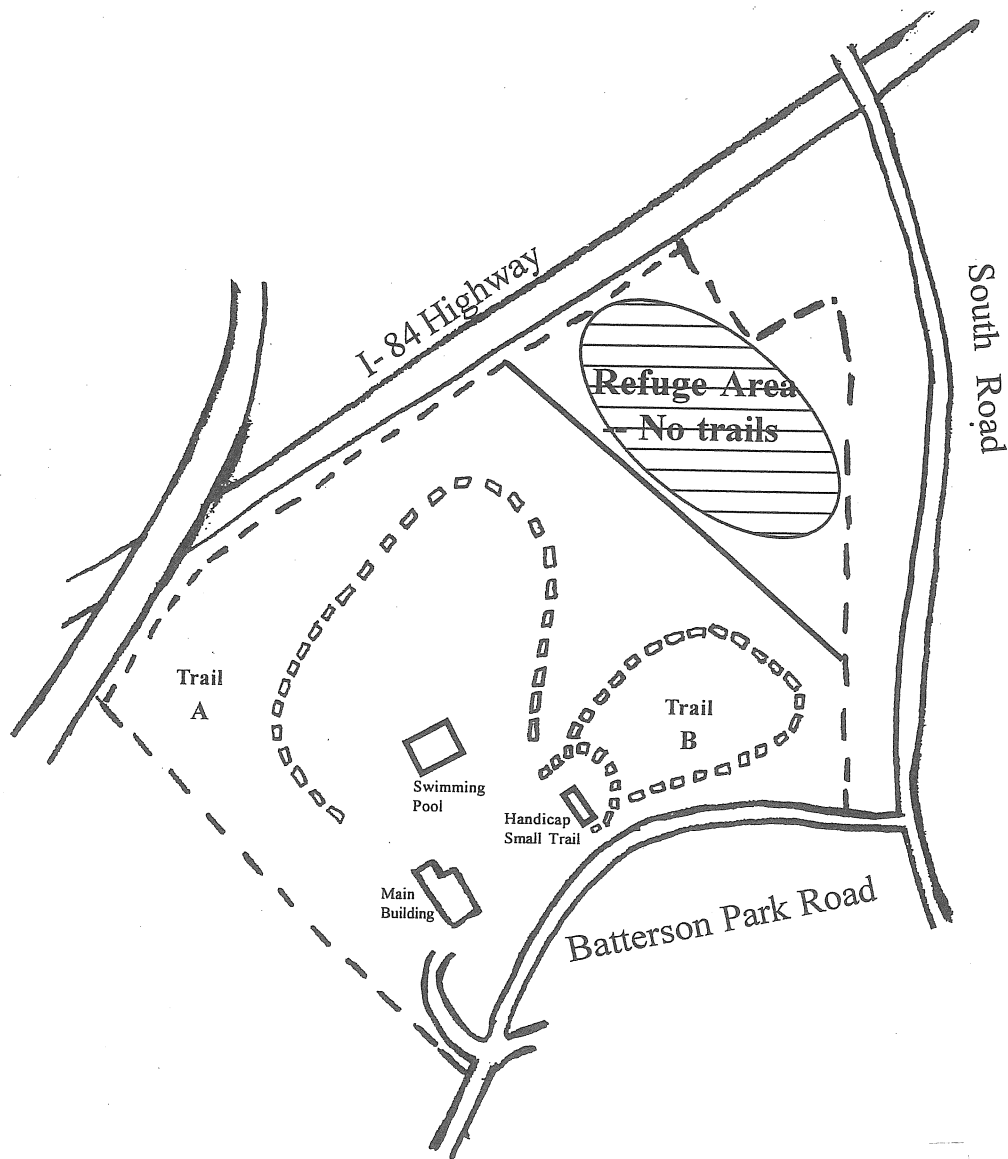 I-84 Highway
South Road
Refuge Area
-- No trails
Trail
A
Trail
B
Swimming
Pool
Handicap
Small Trail
Main
Building
Batterson Park Road